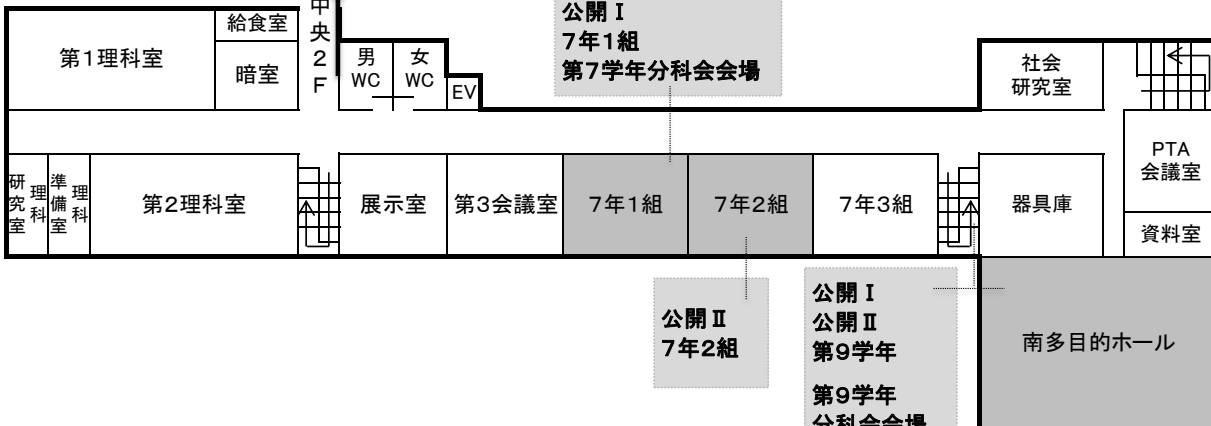 中央2F
公開Ⅰ
7年1組
第7学年分科会会場
給食室
第1理科室
暗室
男
WC
女
WC
EV
社会
研究室
PTA
会議室
理科
研究室
理科
準備室
第2理科室
展示室
第3会議室
7年1組
7年2組
7年3組
器具庫
資料室
公開Ⅱ
7年2組
公開Ⅰ
公開Ⅱ
第9学年
第9学年
分科会会場
南多目的ホール